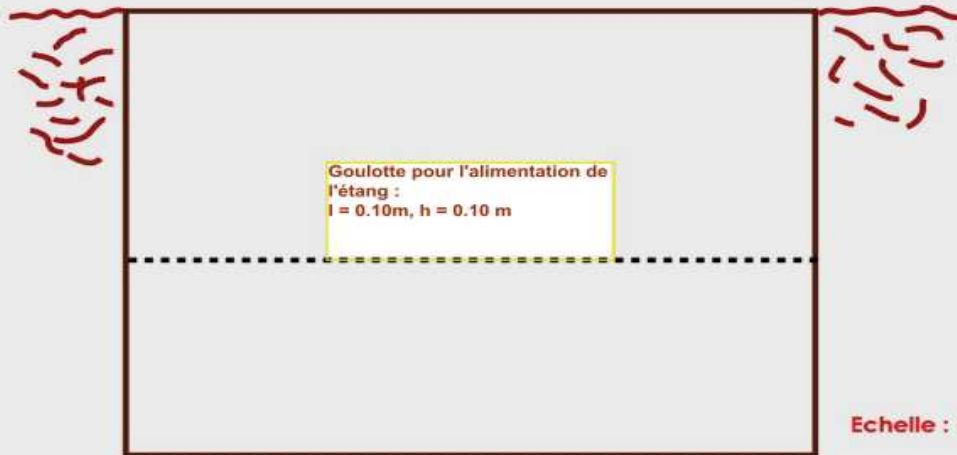 Goulotte pour l'alimentation de
l'étang :
l = 0.10m, h = 0.10 m
Echelle :